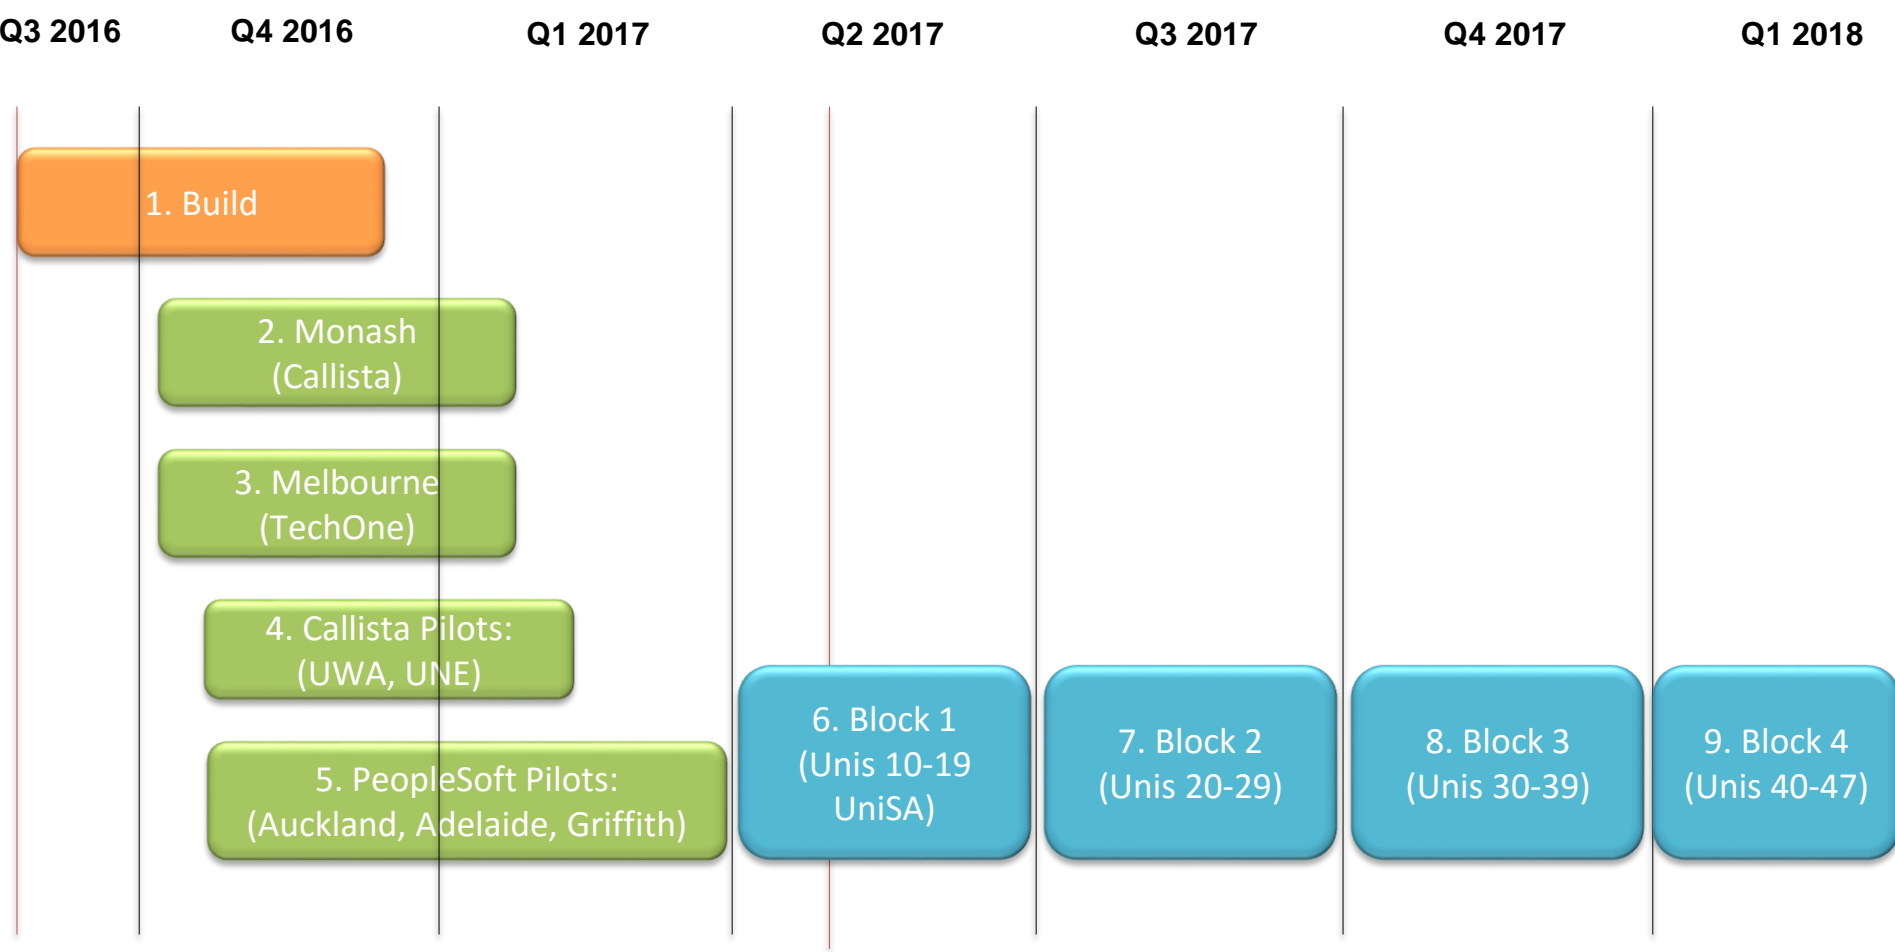 Q3 2016
Q4 2016
Q1 2017
Q2 2017
Q3 2017
Q4 2017
Q1 2018
1. Build
2. Monash
(Callista)
3. Melbourne
(TechOne)
4. Callista Pilots:
(UWA, UNE)
5. PeopleSoft Pilots:
(Auckland, Adelaide, Griffith)
6. Block 1
(Unis 10-19
UniSA)
7. Block 2
(Unis 20-29)
8. Block 3
(Unis 30-39)
9. Block 4
(Unis 40-47)